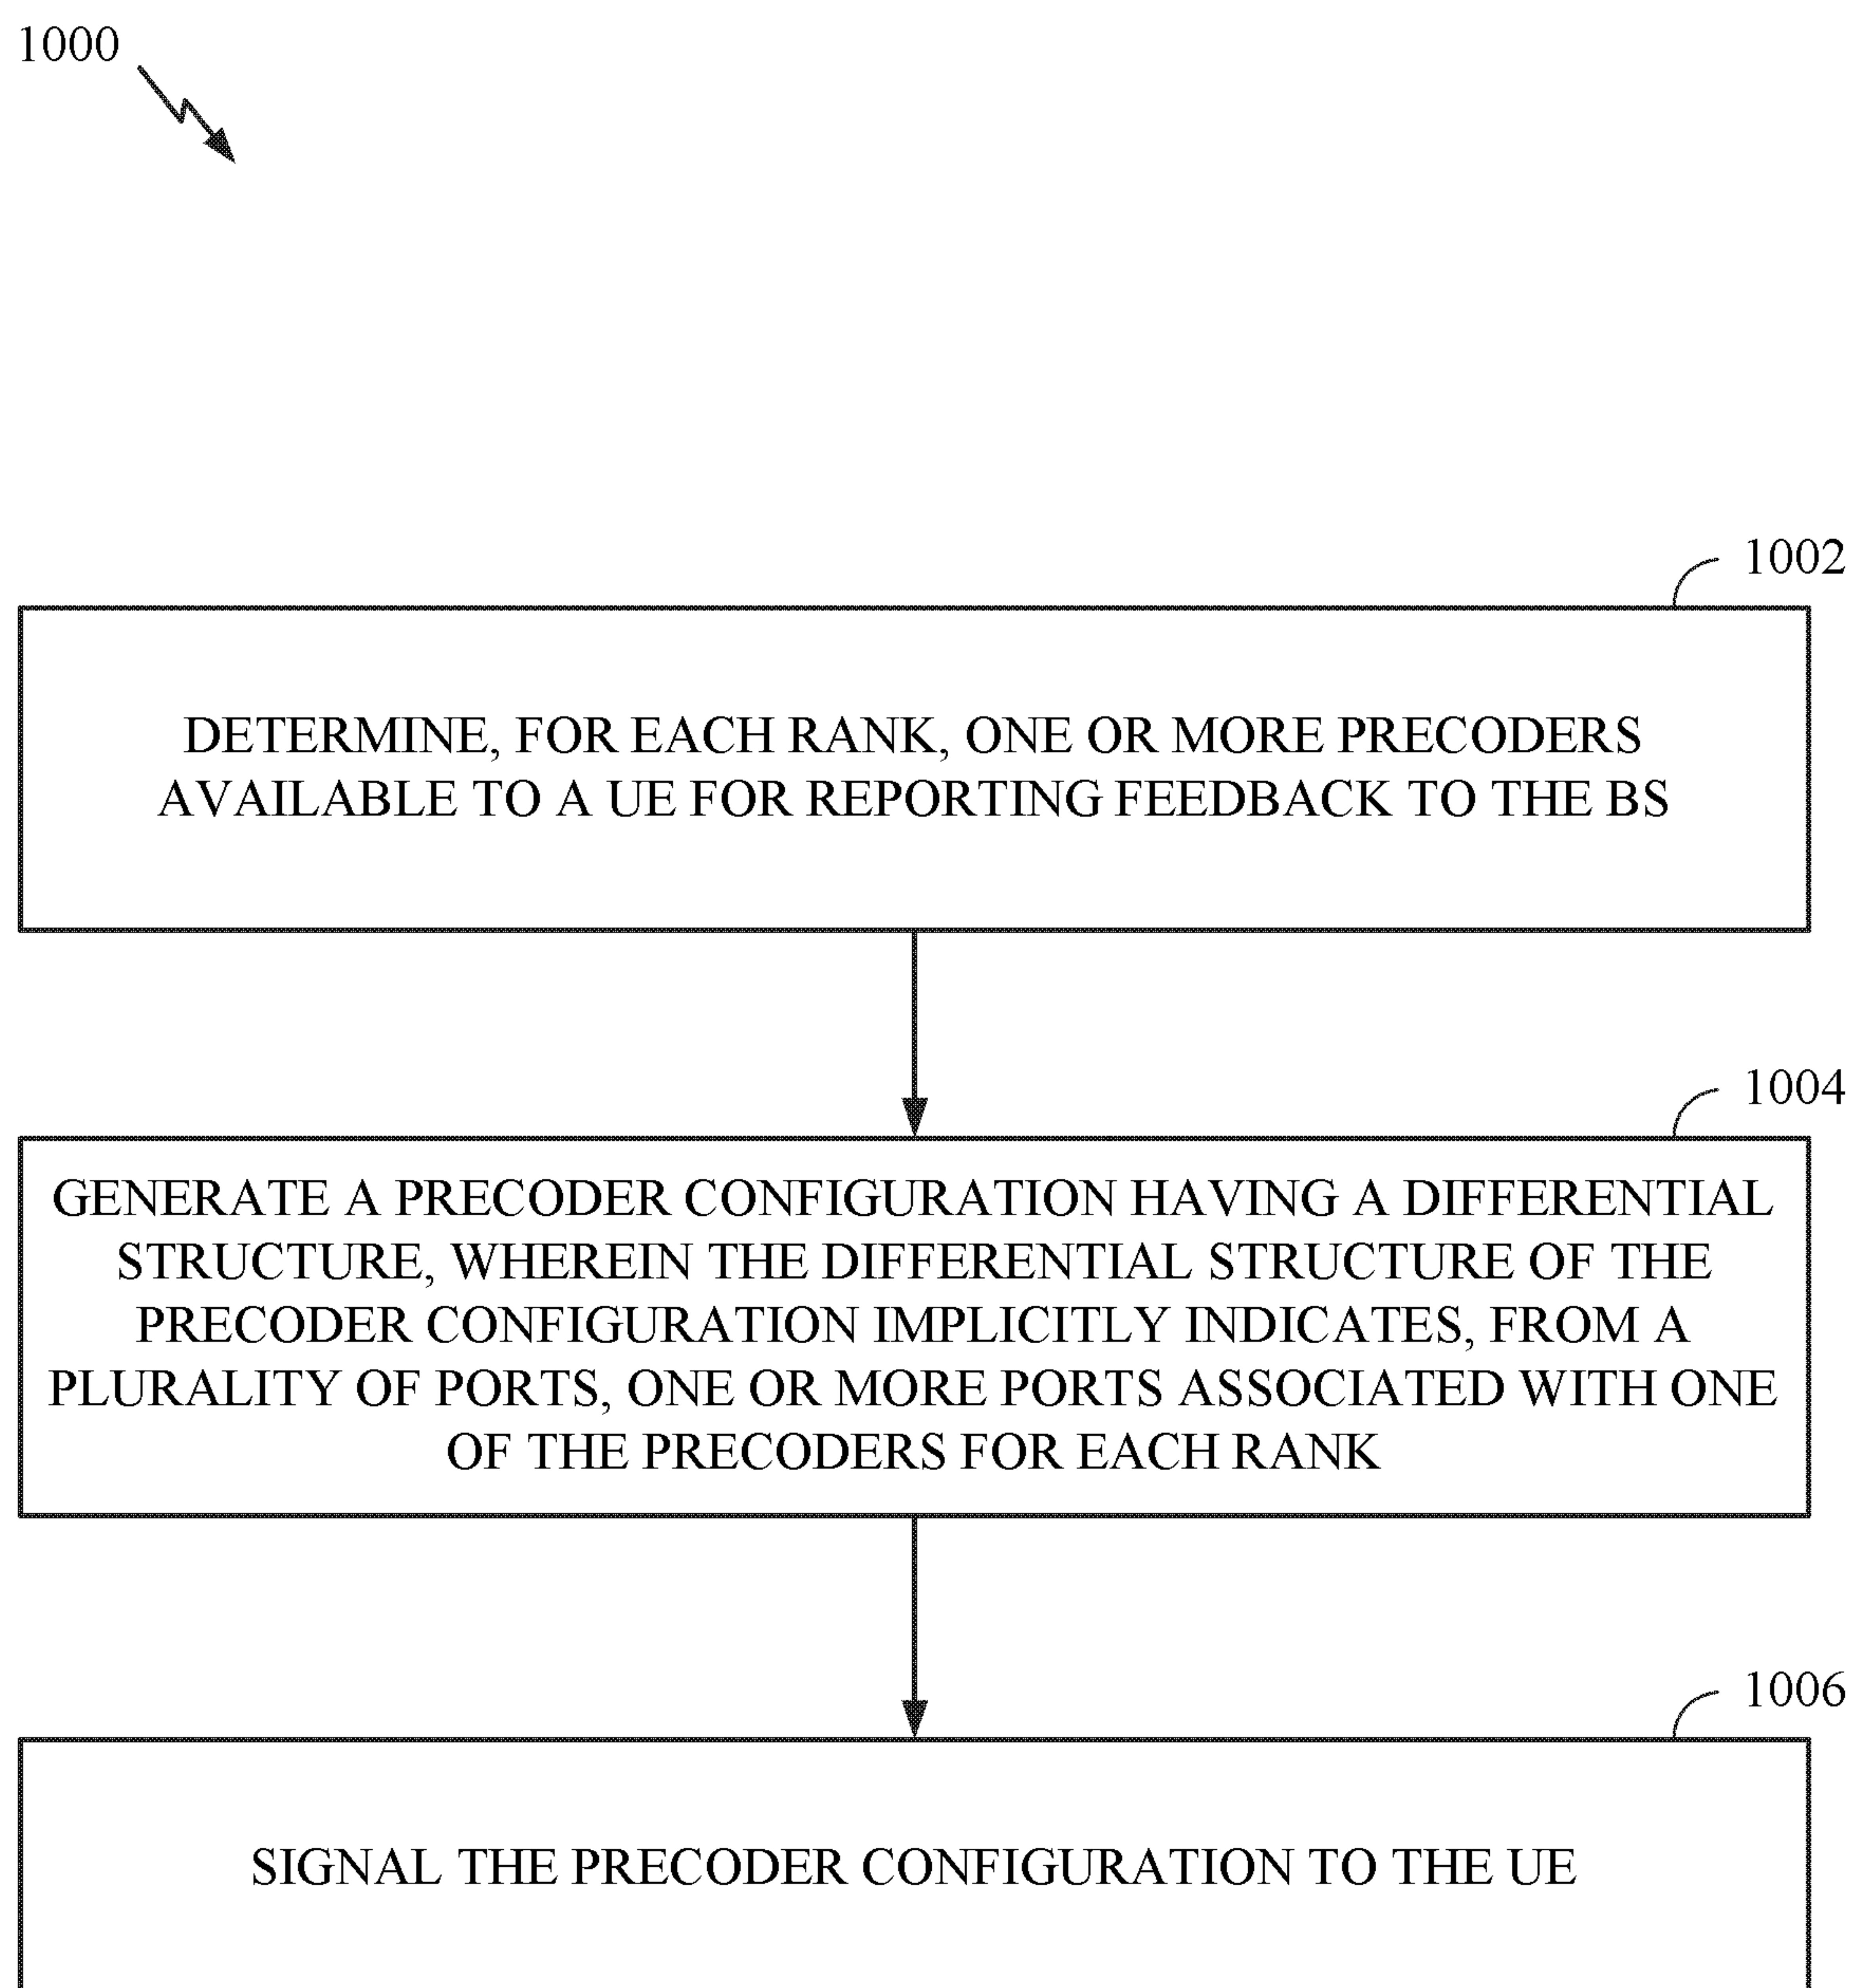 1000
1002
DETERMINE, FOR EACH RANK, ONE OR MORE PRECODERS
AVAILABLE TO A UE FOR REPORTING FEEDBACK TO THE BS
1004
GENERATE A PRECODER CONFIGURATION HAVING A DIFFERENTIAL
STRUCTURE, WHEREIN THE DIFFERENTIAL STRUCTURE OF THE
PRECODER CONFIGURATION IMPLICITLY INDICATES, FROM A
PLURALITY OF PORTS, ONE OR MORE PORTS ASSOCIATED WITH ONE
OF THE PRECODERS FOR EACH RANK
1006
SIGNAL THE PRECODER CONFIGURATION TO THE UE